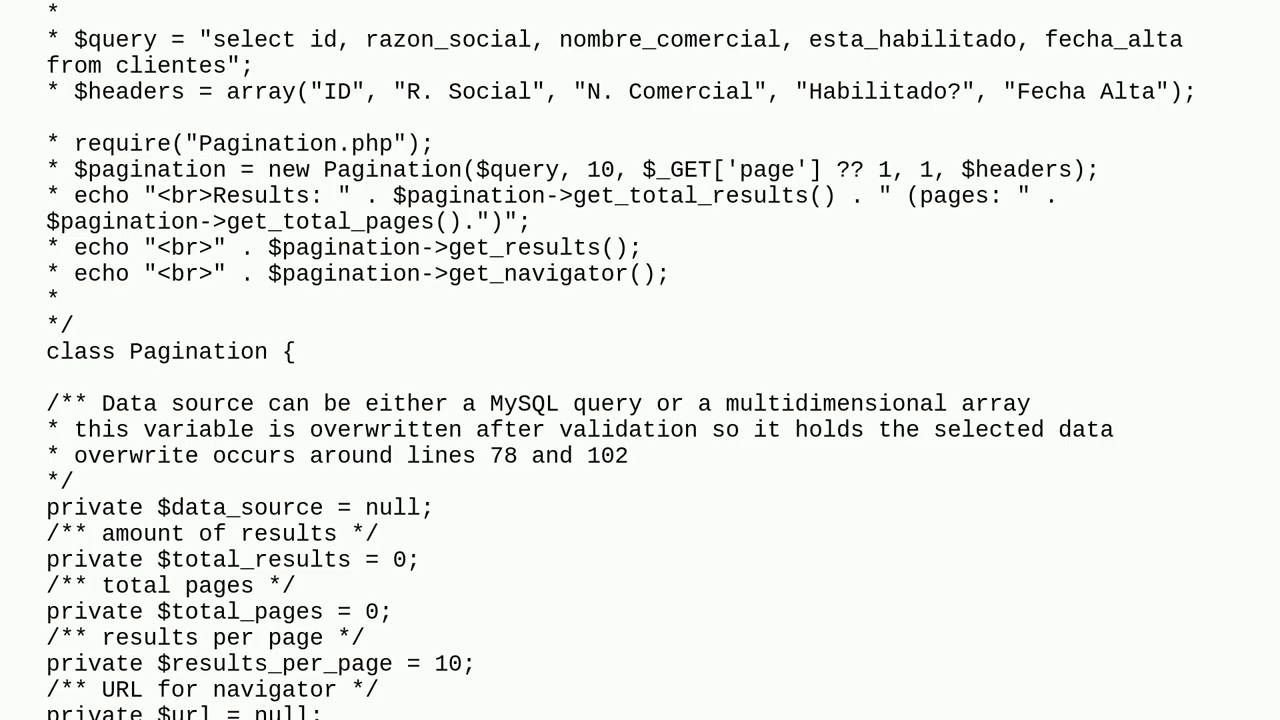 *
* $query = "select id, razon_social, nombre_comercial, esta_habilitado, fecha_alta
from clientes";
* $headers = array("ID", "R. Social", "N. Comercial", "Habilitado?", "Fecha Alta");
* require("Pagination.php");
* $pagination = new Pagination($query, 10, $_GET['page'] ?? 1, 1, $headers);
* echo "<br>Results: " . $pagination->get_total_results() . " (pages: " .
$pagination->get_total_pages().")";
* echo "<br>" . $pagination->get_results();
* echo "<br>" . $pagination->get_navigator();
*
*/
class Pagination {
/** Data source can be either a MySQL query or a multidimensional array
* this variable is overwritten after validation so it holds the selected data
* overwrite occurs around lines 78 and 102
*/
private $data_source = null;
/** amount of results */
private $total_results = 0;
/** total pages */
private $total_pages = 0;
/** results per page */
private $results_per_page = 10;
/** URL for navigator */
private $url = null;